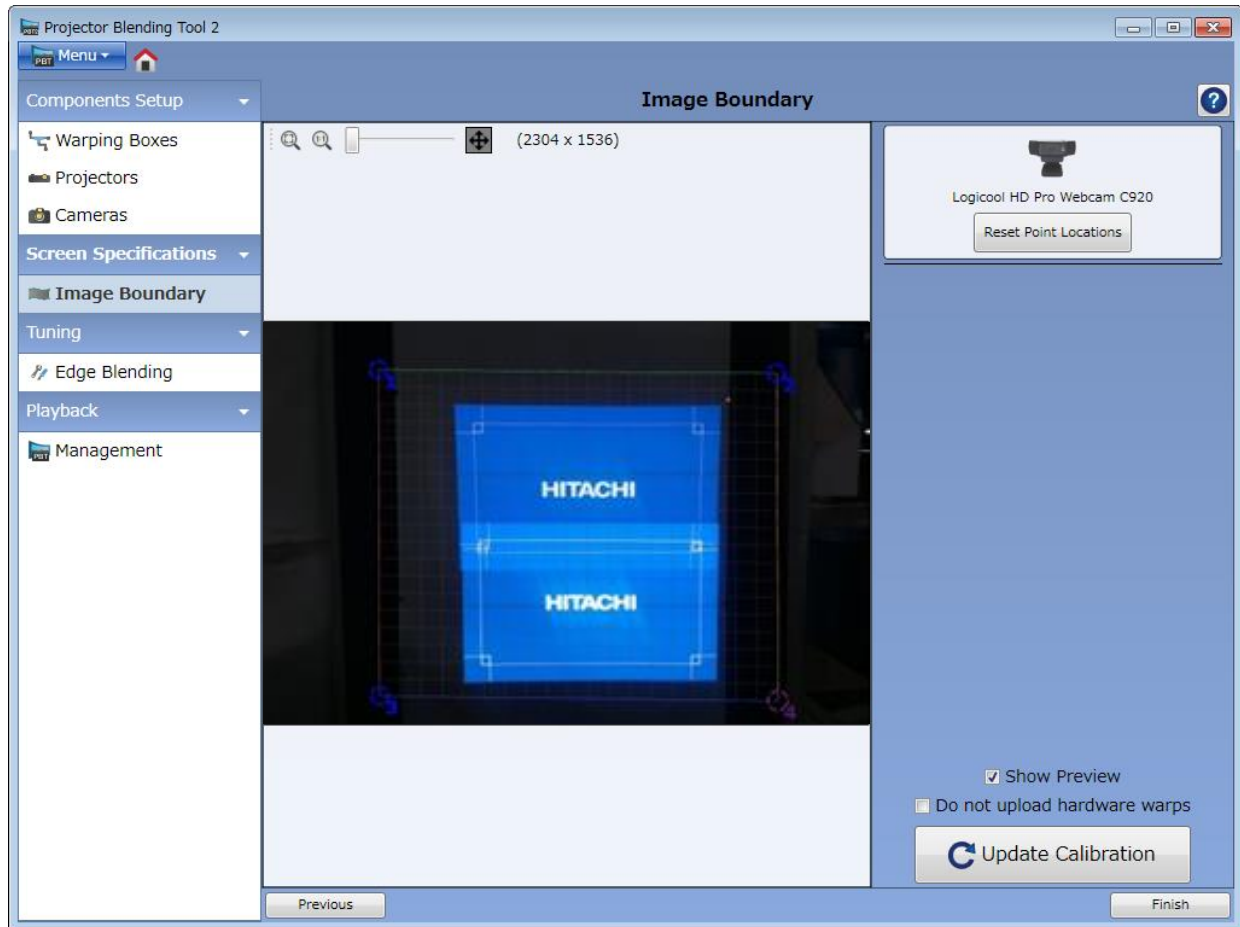 Projector Blending Tool 2
PBT Menu
Components Setup
Image Boundary
?
Warping Boxes
(2304 x 1536)
Projectors
Logicool HD Pro Webcam C920
Cameras
Reset Point Locations
Screen Specifications
Image Boundary
Tuning
Edge Blending
Playback
PBT Management
HITACHI
HITACHI
Show Preview
Do not upload hardware warps
Update Calibration
Previous
Finish